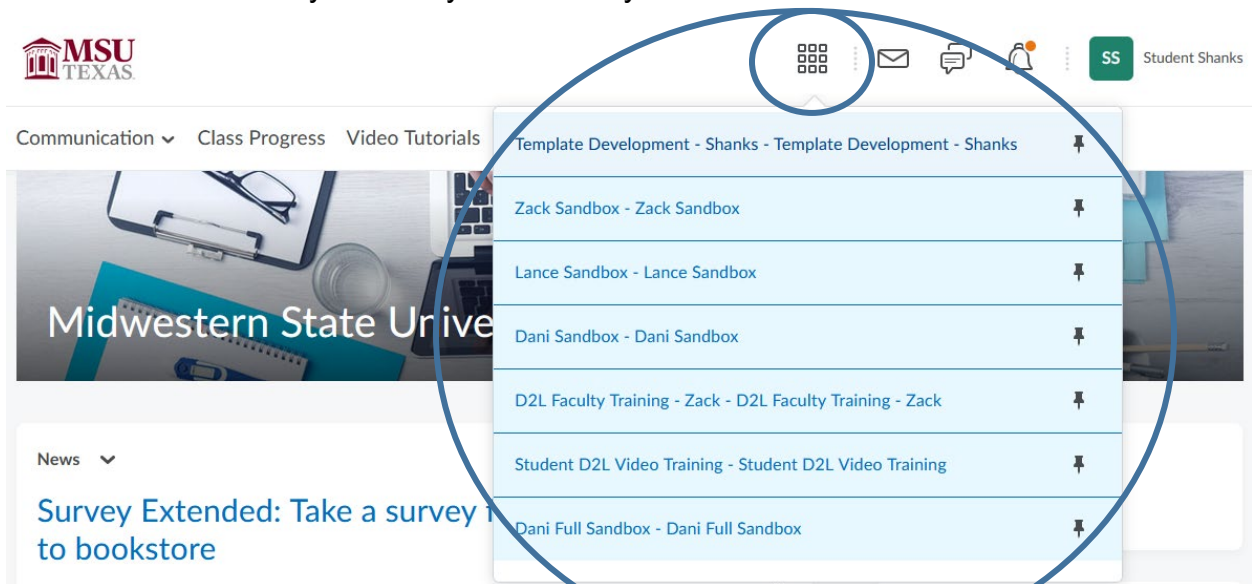 MSU
TEXAS
SS
Student Shanks
Communication
Class Progress
Video Tutorials
Template Development - Shanks - Template Development - Shanks
Zack Sandbox - Zack Sandbox
Lance Sandbox - Lance Sandbox
Dani Sandbox - Dani Sandbox
D2L Faculty Training - Zack - D2L Faculty Training - Zack
Student D2L Video Training - Student D2L Video Training
Dani Full Sandbox - Dani Full Sandbox
Midwestern State
News
Survey Extended: Take a survey
to bookstore